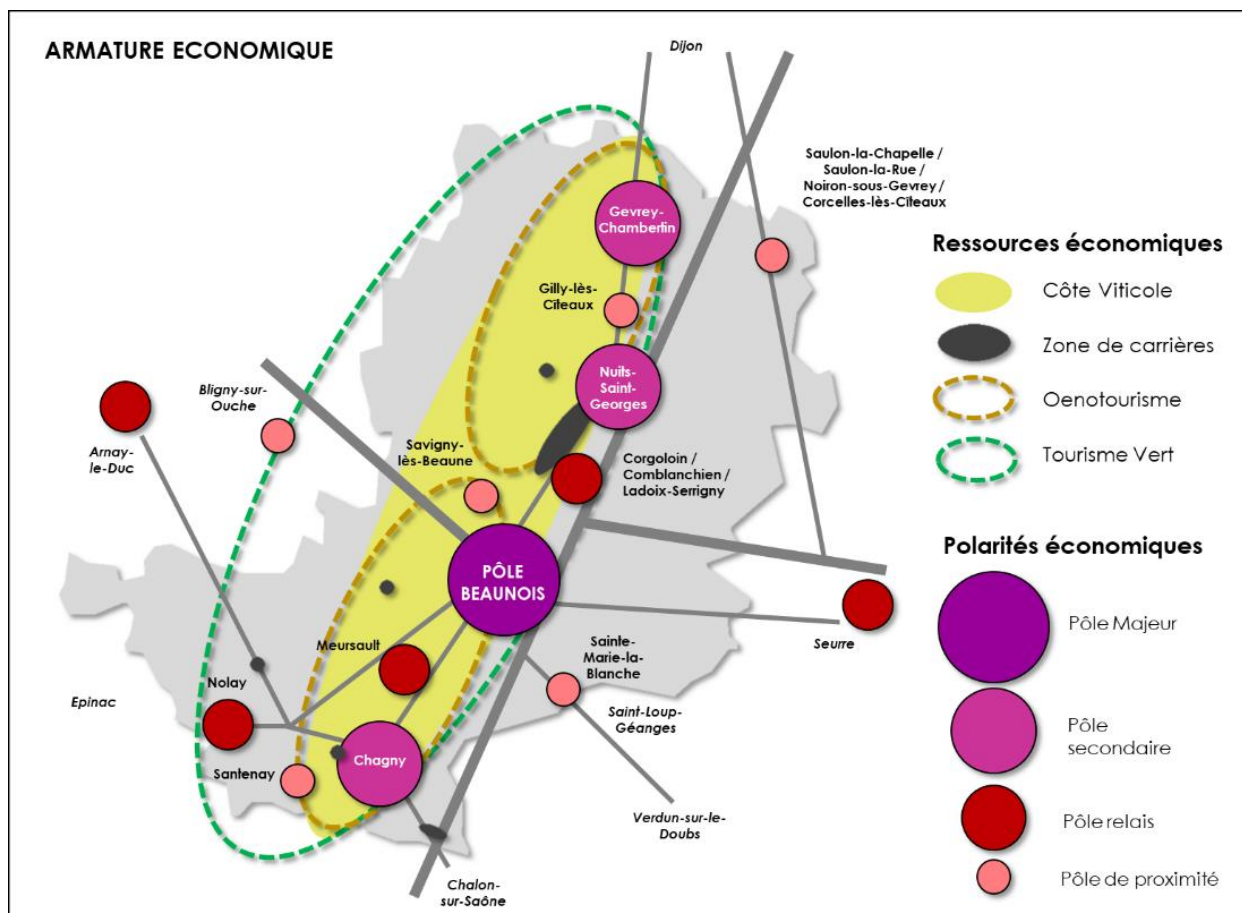 ARMATURE ECONOMIQUE
Dijon
Saulon-la-Chapelle /
Saulon-la-Rue /
Noiron-sous-Gevrey /
Corcelles-lès-Cîteaux
Gevrey-
Chambertin
Gilly-lès-
Cîteaux
Nuits-
Saint-
Georges
Bligny-sur-
Ouche
Arnay-
le-Duc
Savigny-
lès-Beaune
Corgoloin /
Comblanchien /
Ladoix-Serrigny
PÔLE
BEAUNOIS
Seurre
Meursault
Sainte-
Marie-la-
Blanche
Nolay
Epinac
Saint-Loup-
Géanges
Santenay
Chagny
Verdun-sur-le-
Doubs
Chalon-
sur-Saône
Ressources économiques
Côte Viticole
Zone de carrières
Oenotourisme
Tourisme Vert
Polarités économiques
Pôle Majeur
Pôle
secondaire
Pôle relais
Pôle de proximité